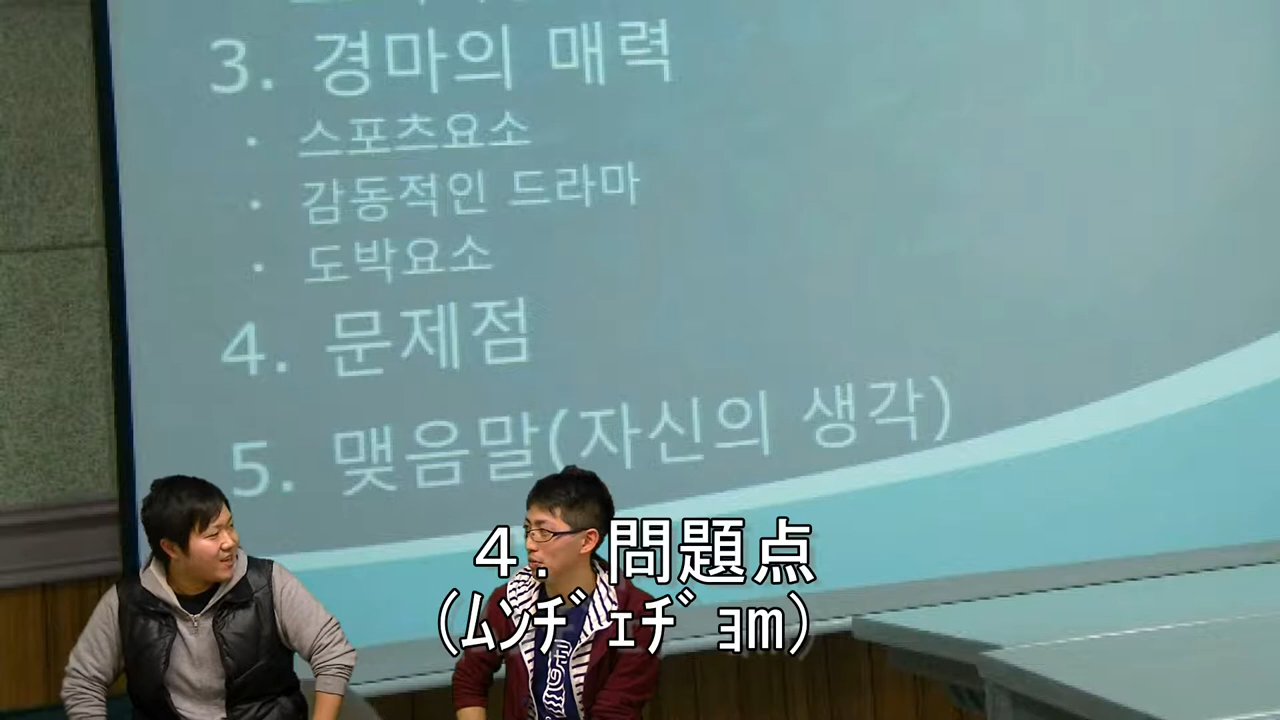 3. 경마의 매력
· 스포츠요소
· 감동적인 드라마
· 도박요소
4. 문제점
5. 맺음말(자신의 생각)
４．問題点
（ﾑﾝﾁﾞｪﾁﾞｮm）